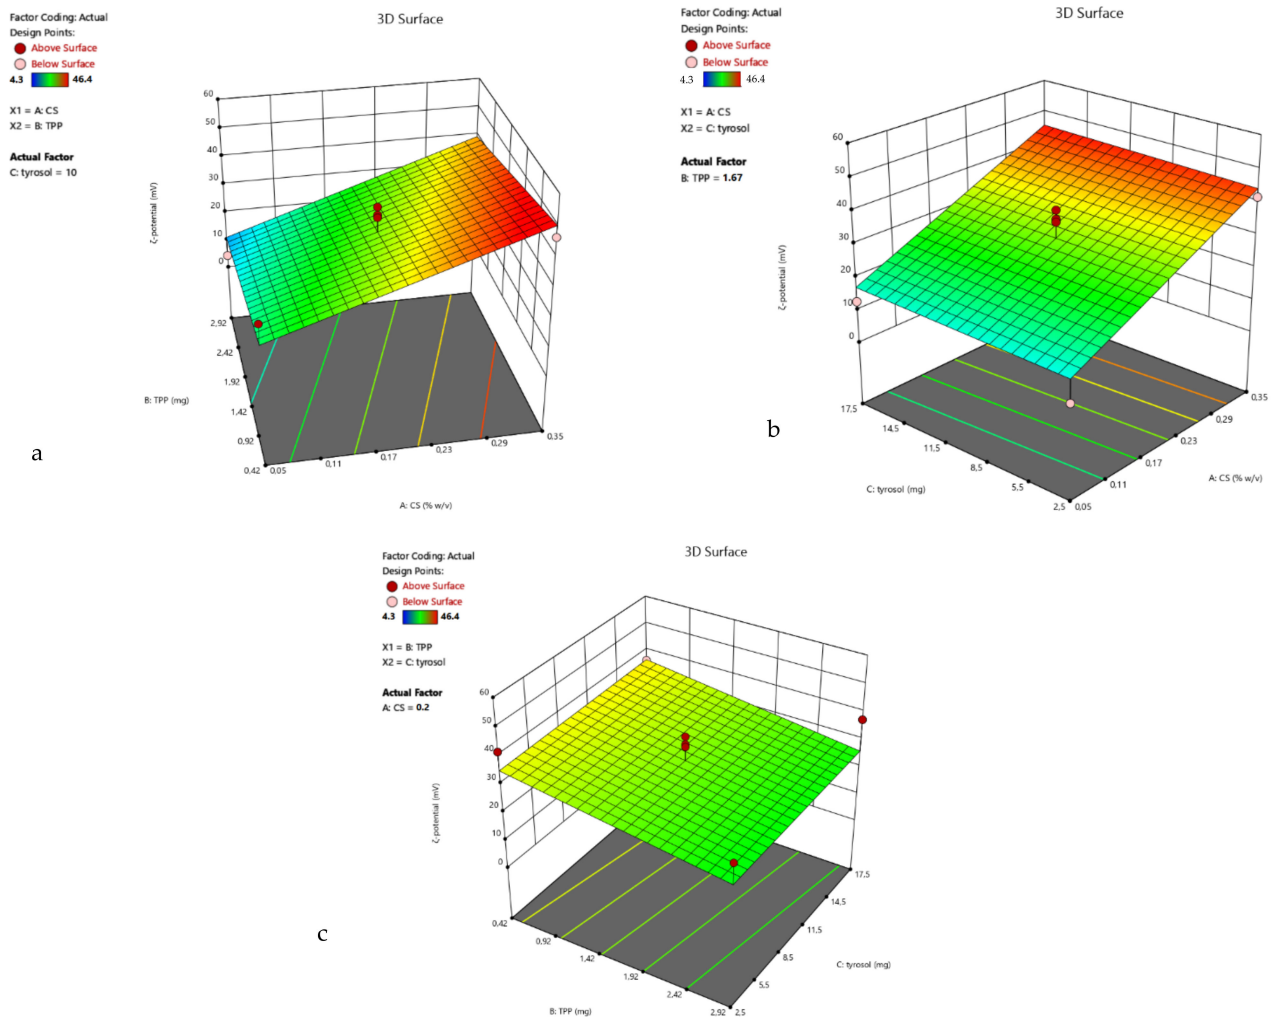 3D Surface
Factor Coding: Actual
Design Points:
Above Surface
Below Surface
4.3 46.4
X1 = A: CS
X2 = B: TPP
Actual Factor
C: tyrosol = 10
60
50
40
30
20
10
0
ζ-potential (mV)
2.92
2.42
1.92
1.42
0.92
0.42
B: TPP (mg)
0.05
0.11
0.17
0.23
0.29
0.35
A: CS (% w/v)
a
3D Surface
Factor Coding: Actual
Design Points:
Above Surface
Below Surface
4.3 46.4
X1 = A: CS
X2 = C: tyrosol
Actual Factor
B: TPP = 1.67
60
50
40
30
20
10
0
ζ-potential (mV)
17.5
14,5
11.5
8,5
5.5
2,5
C: tyrosol (mg)
0,05
0.11
0.17
0.23
0.29
0.35
A: CS (% w/v)
b
3D Surface
Factor Coding: Actual
Design Points:
Above Surface
Below Surface
4.3 46.4
X1 = B: TPP
X2 = C: tyrosol
Actual Factor
A: CS = 0.2
60
50
40
30
20
10
0
ζ-potential (mV)
0.42
0.92
1.42
1,92
2.42
2,92
B: TPP (mg)
2.5
5,5
8.5
11,5
14,5
17,5
C: tyrosol (mg)
c